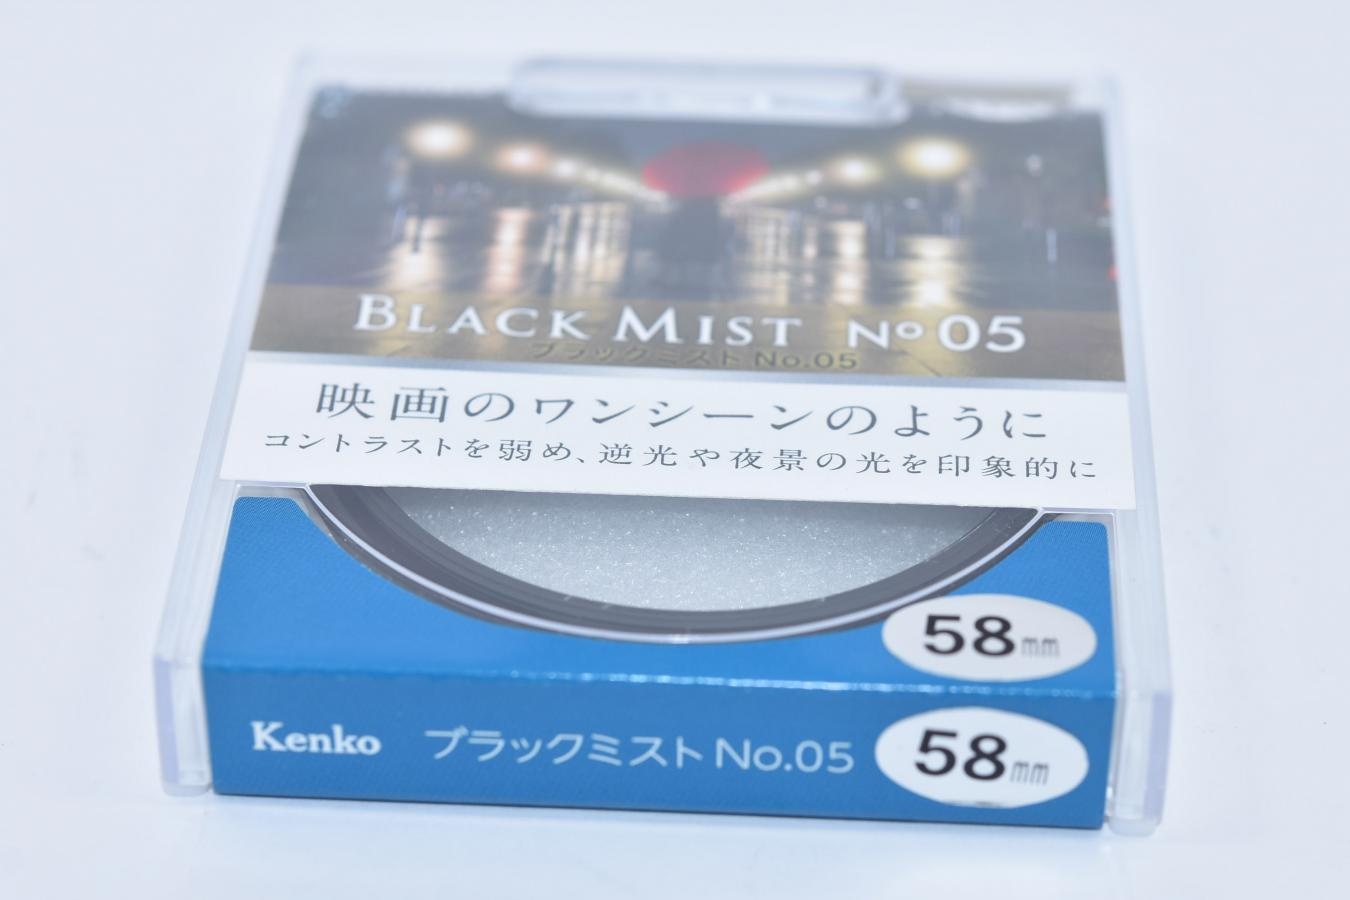 BLACK MIST No 05
ブラックミスト No.05
映画のワンシーンのように
コントラストを弱め、逆光や夜景の光を印象的に
58mm
Kenko ブラックミスト No.05 58mm